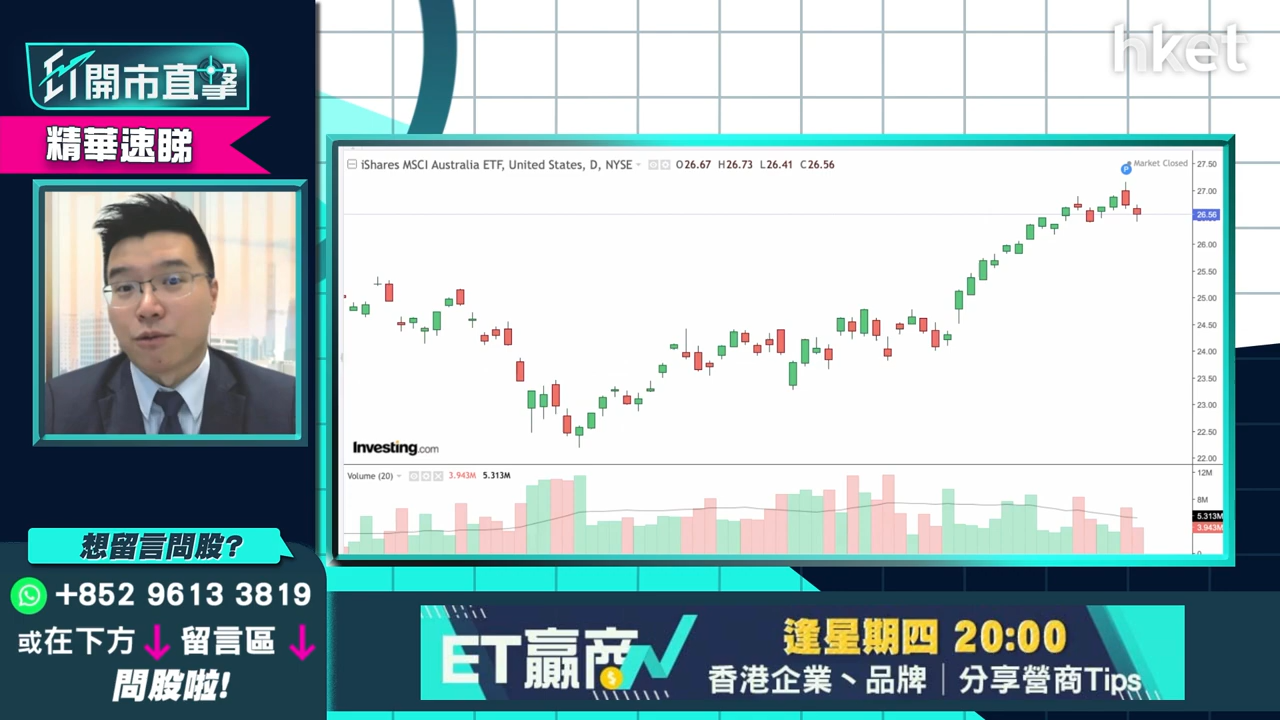 hket
ET開市直擊
精華速睇
iShares MSCI Australia ETF, United States, D, NYSE O26.67 H26.73 L26.41 C26.56
Market Closed
P
27.50
27.00
26.56
26.00
25.50
25.00
24.50
24.00
23.50
23.00
22.50
22.00
Investing.com
Volume (20) 3.943M 5.313M
12M
8M
5.313M
3.943M
0
想留言問股?
+852 9613 3819
或在下方 留言區
問股啦!
ET贏商
$
逢星期四 20:00
香港企業、品牌|分享營商Tips